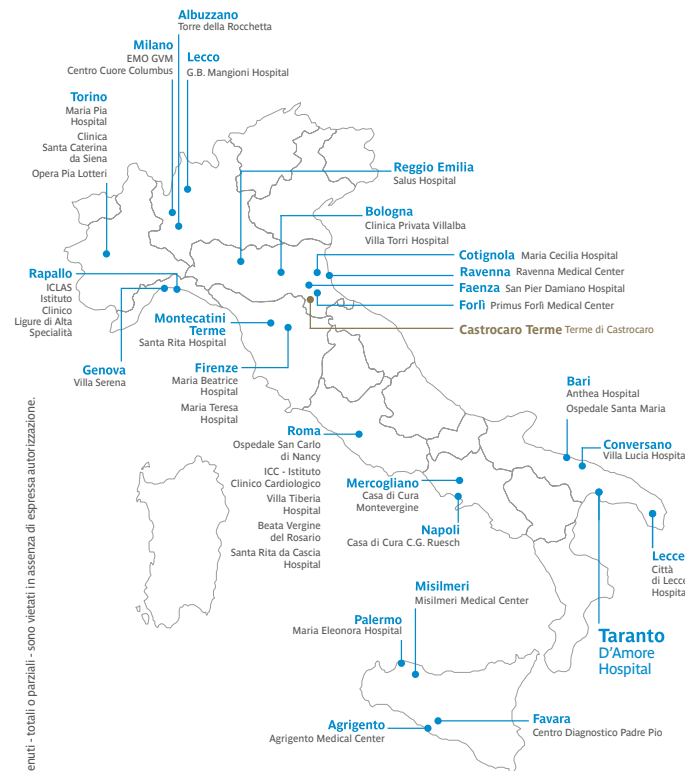 Albuzzano
Torre della Rocchetta
Milano
EMO GVM
Centro Cuore Columbus
Lecco
G.B. Mangioni Hospital
Torino
Maria Pia
Hospital
Clinica
Santa Caterina
da Siena
Opera Pia Lotteri
Reggio Emilia
Salus Hospital
Bologna
Clinica Privata Villalba
Villa Torri Hospital
Cotignola Maria Cecilia Hospital
Ravenna Ravenna Medical Center
Faenza San Pier Damiano Hospital
Forlì Primus Forlì Medical Center
Castrocaro Terme Terme di Castrocaro
Rapallo
ICLAS
Istituto
Clinico
Ligure di Alta
Specialità
Genova
Villa Serena
Montecatini
Terme
Santa Rita Hospital
Firenze
Maria Beatrice
Hospital
Maria Teresa
Hospital
Roma
Ospedale San Carlo
di Nancy
ICC - Istituto
Clinico Cardiologico
Villa Tiberia
Hospital
Beata Vergine
del Rosario
Santa Rita da Cascia
Hospital
Mercogliano
Casa di Cura
Montevergine
Napoli
Casa di Cura C.G. Ruesch
Bari
Anthea Hospital
Ospedale Santa Maria
Conversano
Villa Lucia Hospita
Lecce
Città
di Lecce
Hospita
Taranto
D'Amore
Hospital
Misilmeri
Misilmeri Medical Center
Palermo
Maria Eleonora Hospital
Agrigento
Agrigento Medical Center
Favara
Centro Diagnostico Padre Pio
enuti - totali o parziali - sono vietati in assenza di espressa autorizzazione.